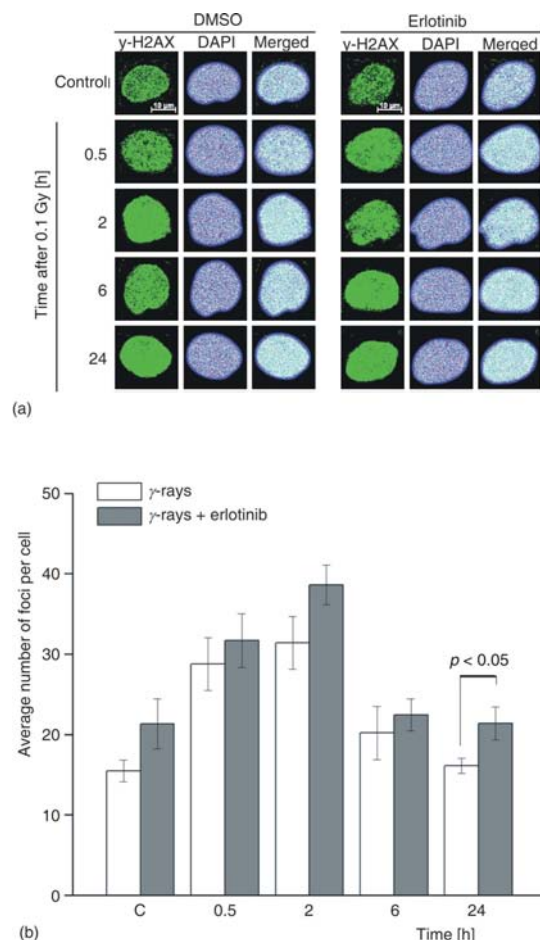 DMSO
Erlotinib
y-H2AX DAPI Merged
y-H2AX DAPI Merged
Control
10 μm
10 μm
Time after 0.1 Gy [h]
0.5
2
6
24
(a)
Average number of foci per cell
50
40
30
20
10
0
γ-rays
γ-rays + erlotinib
p < 0.05
C 0.5 2 6 24
Time [h]
(b)